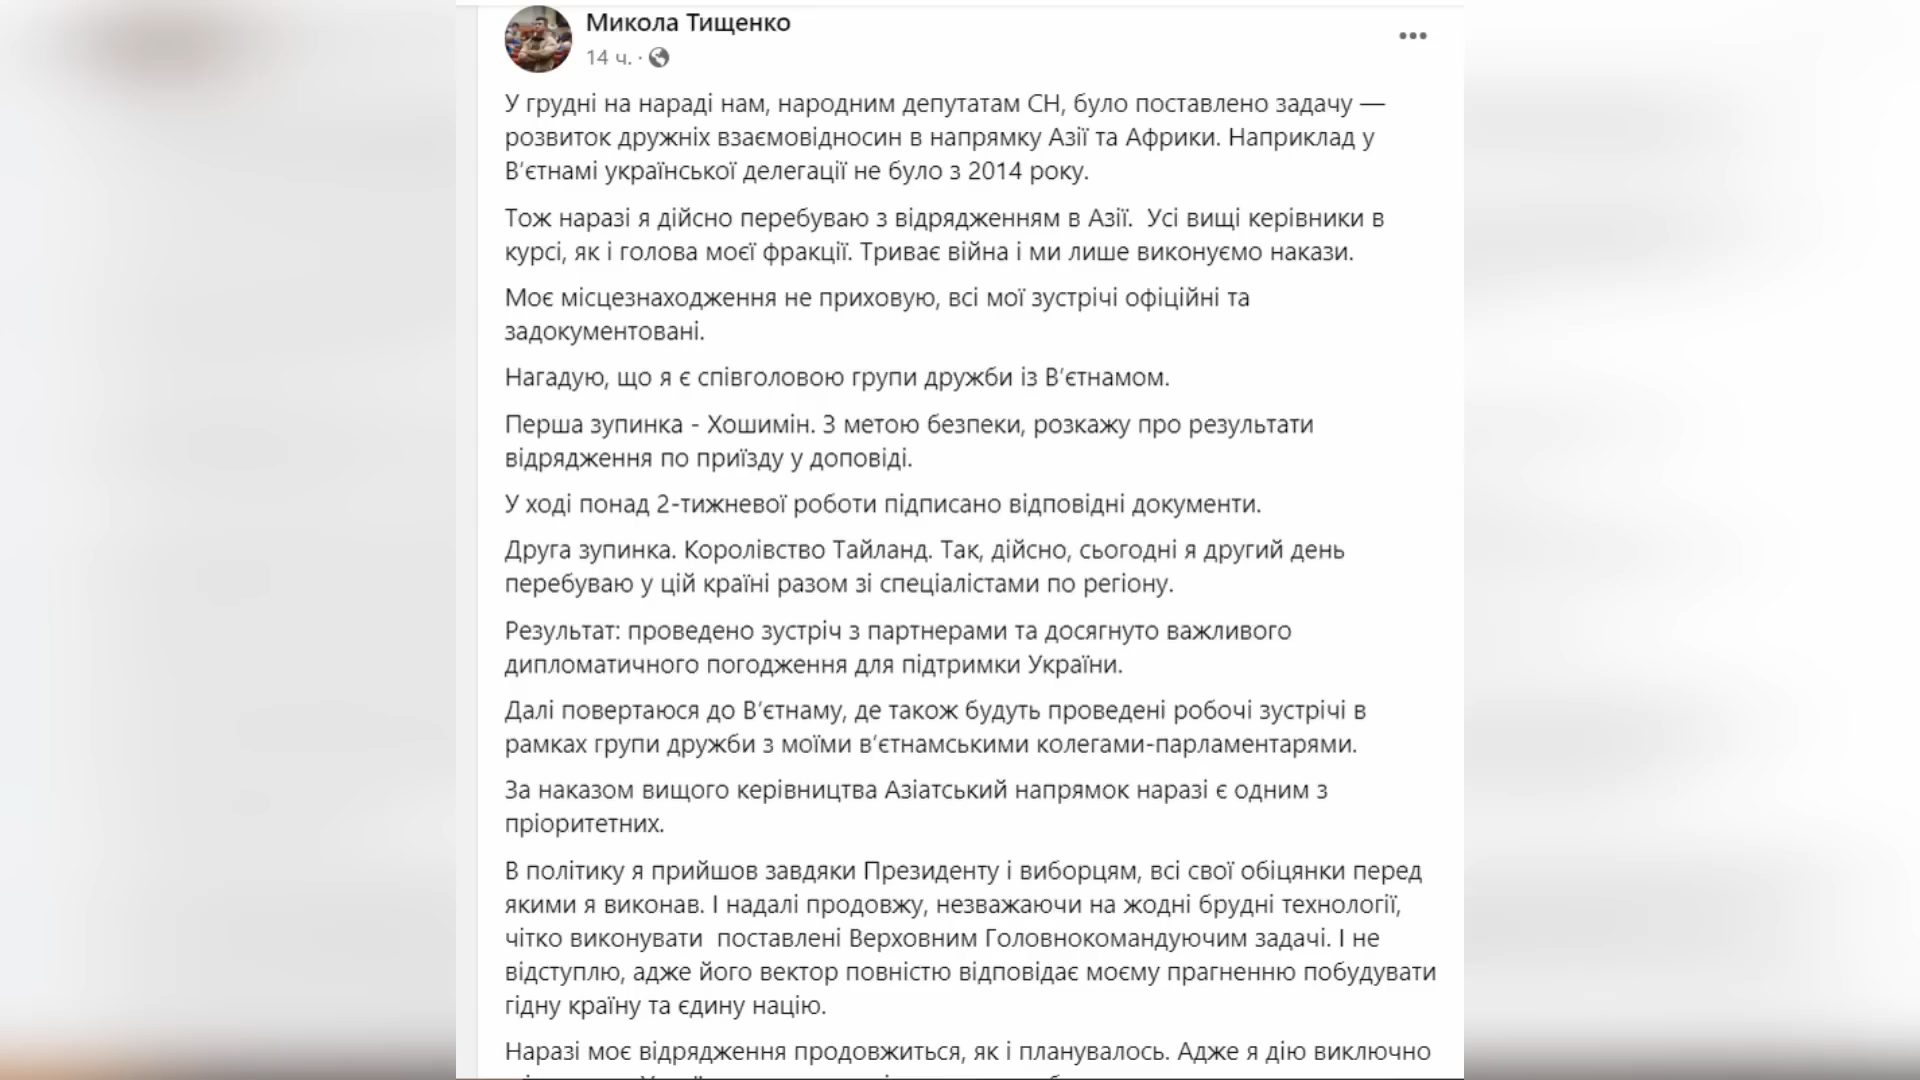 Микола Тищенко
14 ч. ·
У грудні на нараді нам, народним депутатам СН, було поставлено задачу —
розвиток дружніх взаємовідносин в напрямку Азії та Африки. Наприклад у
В’єтнамі української делегації не було з 2014 року.
Тож наразі я дійсно перебуваю з відрядженням в Азії.  Усі вищі керівники в
курсі, як і голова моєї фракції. Триває війна і ми лише виконуємо накази.
Моє місцезнаходження не приховую, всі мої зустрічі офіційні та
задокументовані.
Нагадую, що я є співголовою групи дружби із В’єтнамом.
Перша зупинка - Хошимін. З метою безпеки, розкажу про результати
відрядження по приїзду у доповіді.
У ході понад 2-тижневої роботи підписано відповідні документи.
Друга зупинка. Королівство Тайланд. Так, дійсно, сьогодні я другий день
перебуваю у цій країні разом зі спеціалістами по регіону.
Результат: проведено зустріч з партнерами та досягнуто важливого
дипломатичного погодження для підтримки України.
Далі повертаюся до В’єтнаму, де також будуть проведені робочі зустрічі в
рамках групи дружби з моїми в’єтнамськими колегами-парламентарями.
За наказом вищого керівництва Азіатський напрямок наразі є одним з
пріоритетних.
В політику я прийшов завдяки Президенту і виборцям, всі свої обіцянки перед
якими я виконав. І надалі продовжу, незважаючи на жодні брудні технології,
чітко виконувати  поставлені Верховним Головнокомандуючим задачі. І не
відступлю, адже його вектор повністю відповідає моєму прагненню побудувати
гідну країну та єдину націю.
Наразі моє відрядження продовжиться, як і планувалось. Адже я дію виключно